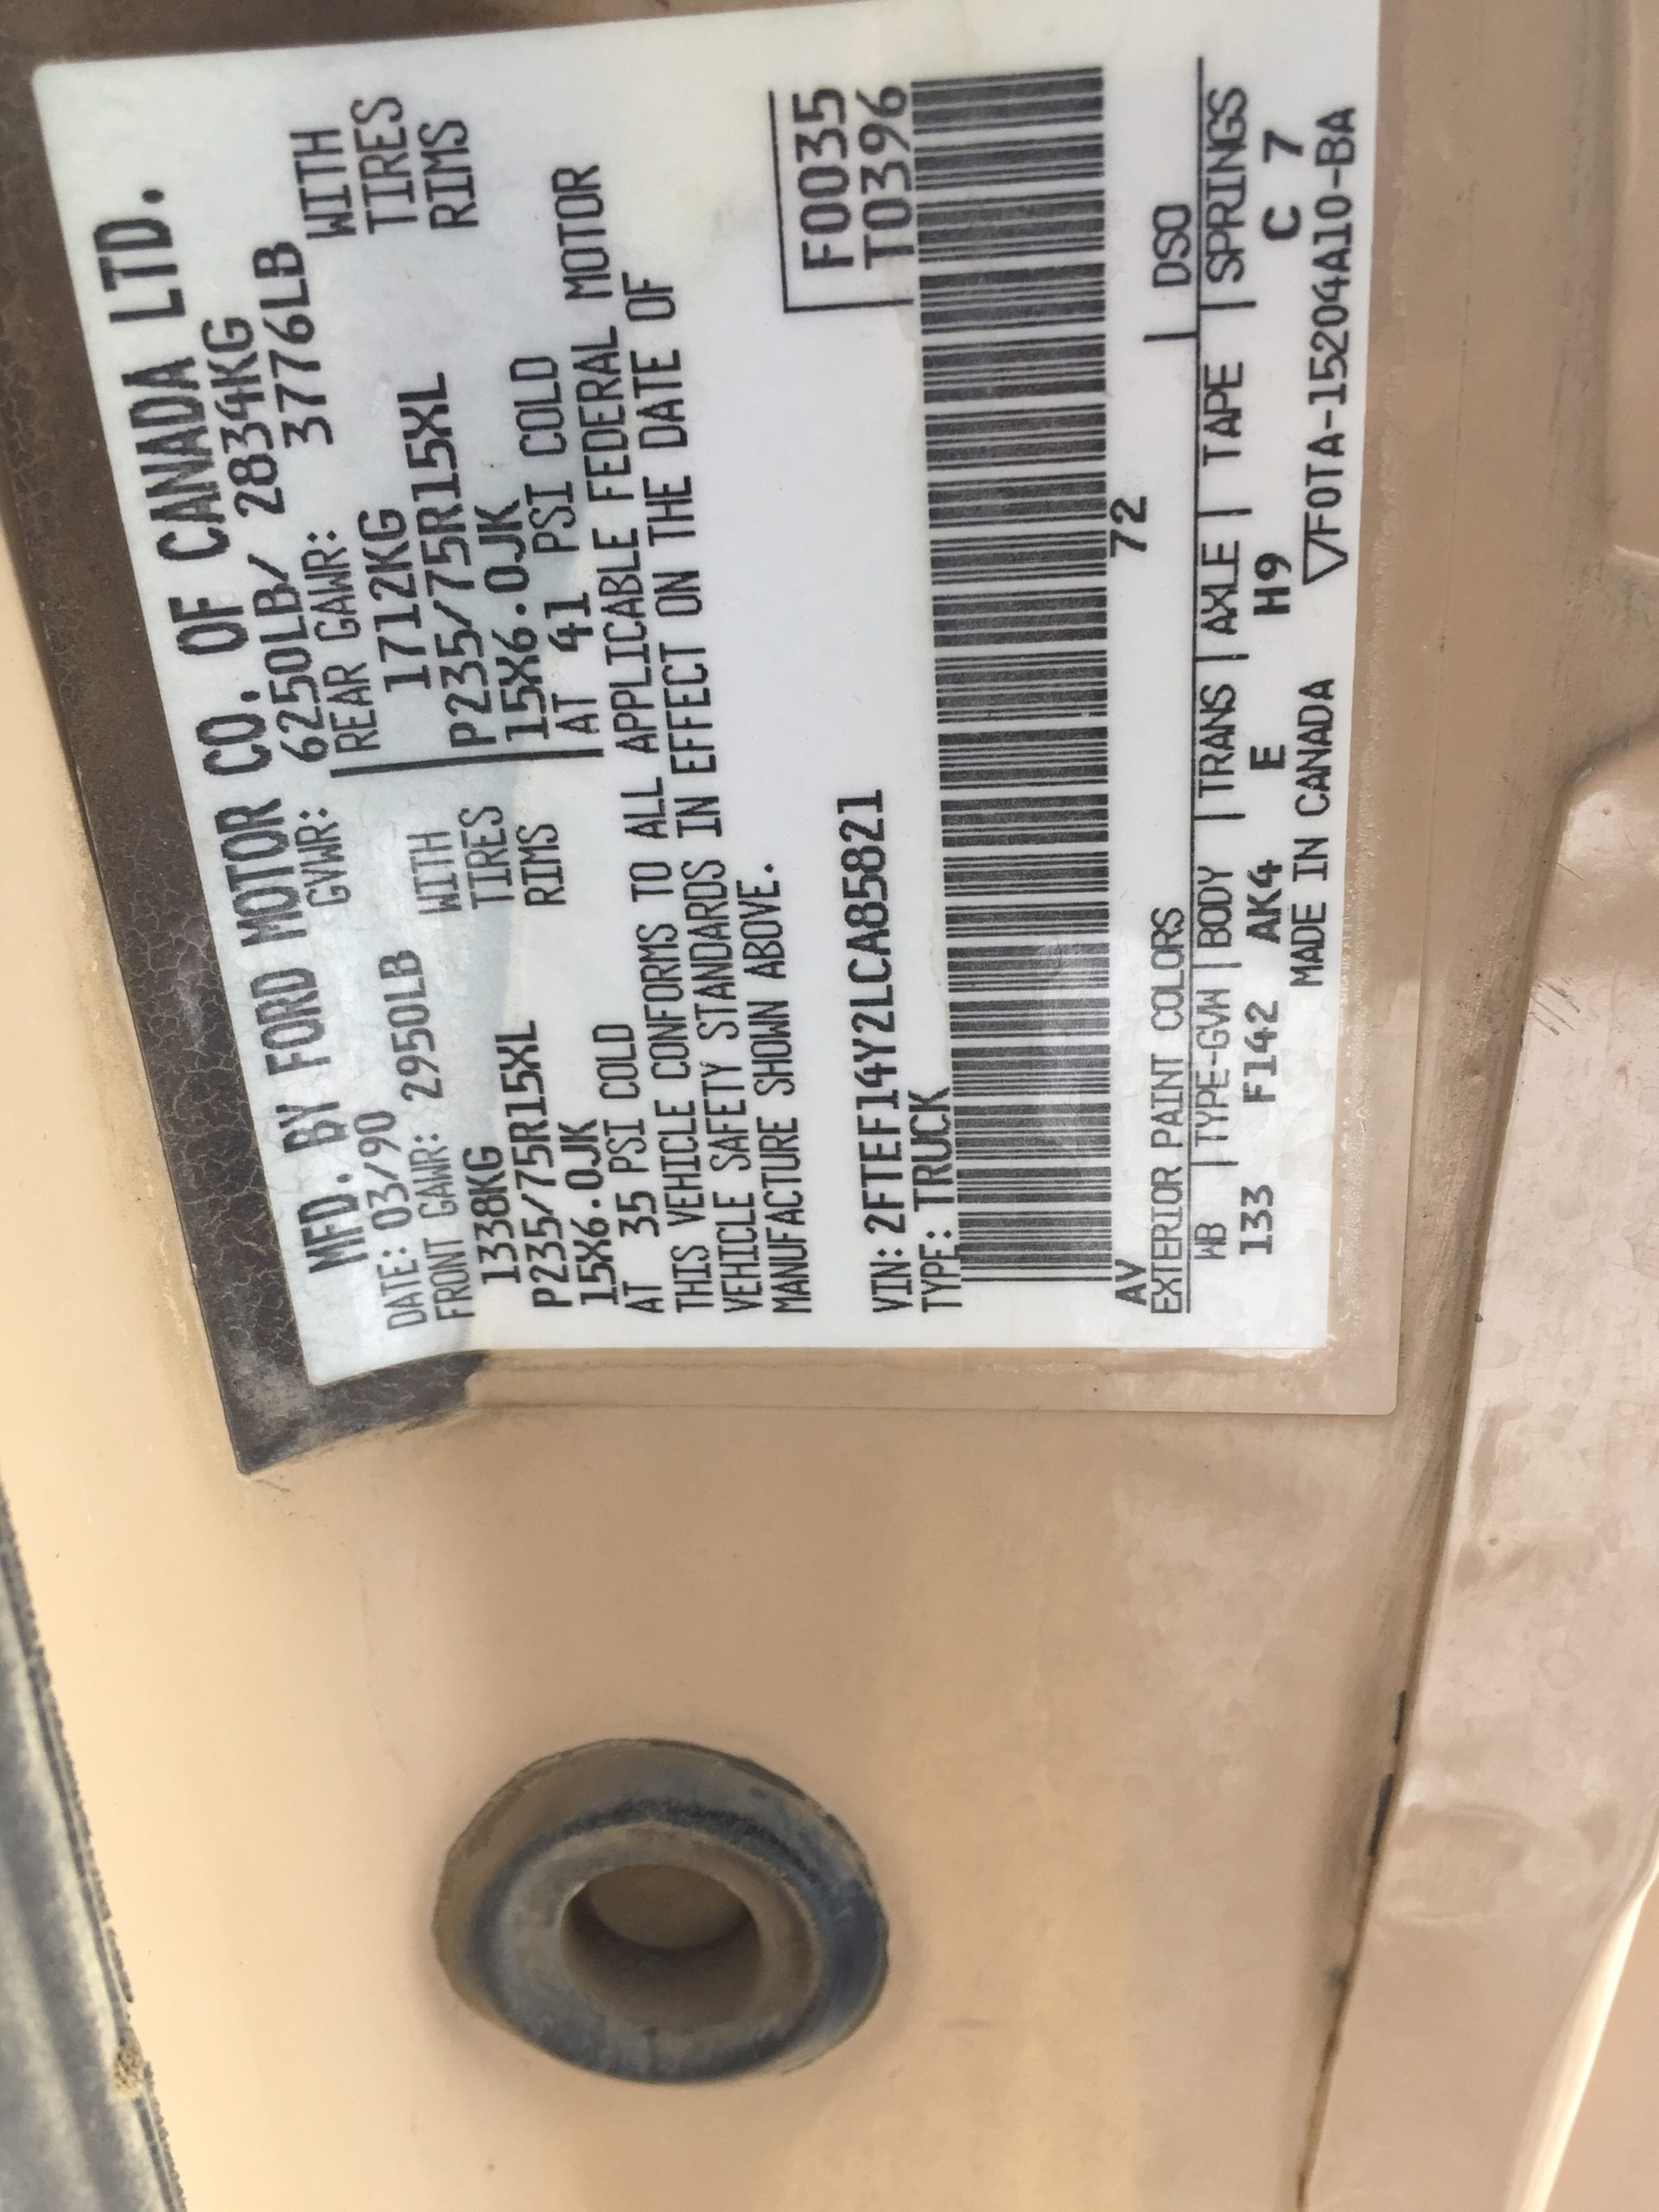 MFD. BY FORD MOTOR CO. OF CANADA LTD.
DATE: 03/90 GVWR: 6250LB/ 2834KG
FRONT GAWR: 2950LB REAR GAWR: 3776LB
1338KG WITH 1712KG WITH
P235/75R15XL TIRES P235/75R15XL TIRES
15X6.0JK RIMS 15X6.0JK RIMS
AT 35 PSI COLD AT 41 PSI COLD
THIS VEHICLE CONFORMS TO ALL APPLICABLE FEDERAL MOTOR
VEHICLE SAFETY STANDARDS IN EFFECT ON THE DATE OF
MANUFACTURE SHOWN ABOVE.
F0035
VIN: 2FTEF14Y2LCA85821 T0396
TYPE: TRUCK
AV 72
EXTERIOR PAINT COLORS DSO
WB TYPE-GVW BODY TRANS AXLE TAPE SPRINGS
133 F142 AK4 E H9 C 7
MADE IN CANADA ▽F0TA-15204A10-BA